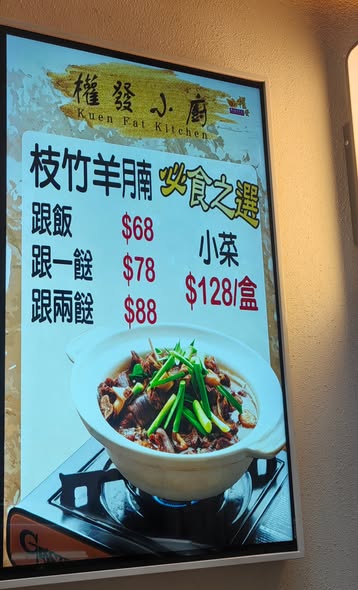 權發小廚
Kuen Fat Kitchen
枝竹羊腩
必食之選
跟飯 $68
跟一餸 $78
跟兩餸 $88
小菜
$128/盒
G